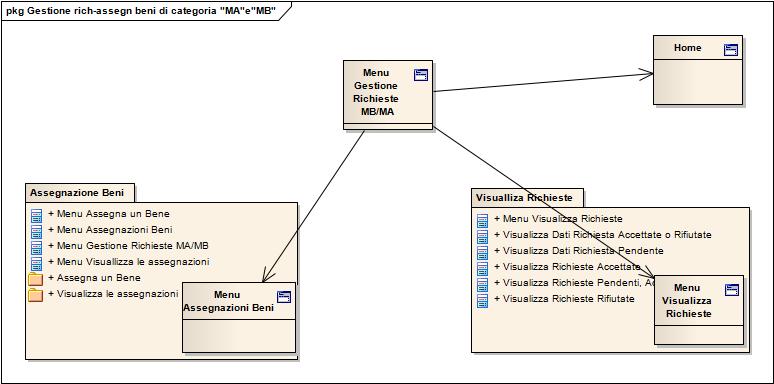 pkg Gestione rich-assegn beni di categoria "MA"e"MB"
Menu
Gestione
Richieste
MB/MA
Home
Assegnazione Beni
+ Menu Assegna un Bene
+ Menu Assegnazioni Beni
+ Menu Gestione Richieste MA/MB
+ Menu Visuallizza le assegnazioni
+ Assegna un Bene
+ Visualizza le assegnazioni
Menu
Assegnazioni Beni
Visualliza Richieste
+ Menu Visualizza Richieste
+ Visualizza Dati Richiesta Accettate o Rifiutate
+ Visualizza Dati Richiesta Pendente
+ Visualizza Richieste Accettate
+ Visualizza Richieste Pendenti,
+ Visualizza Richieste Rifiutate
Menu
Visualizza
Richieste